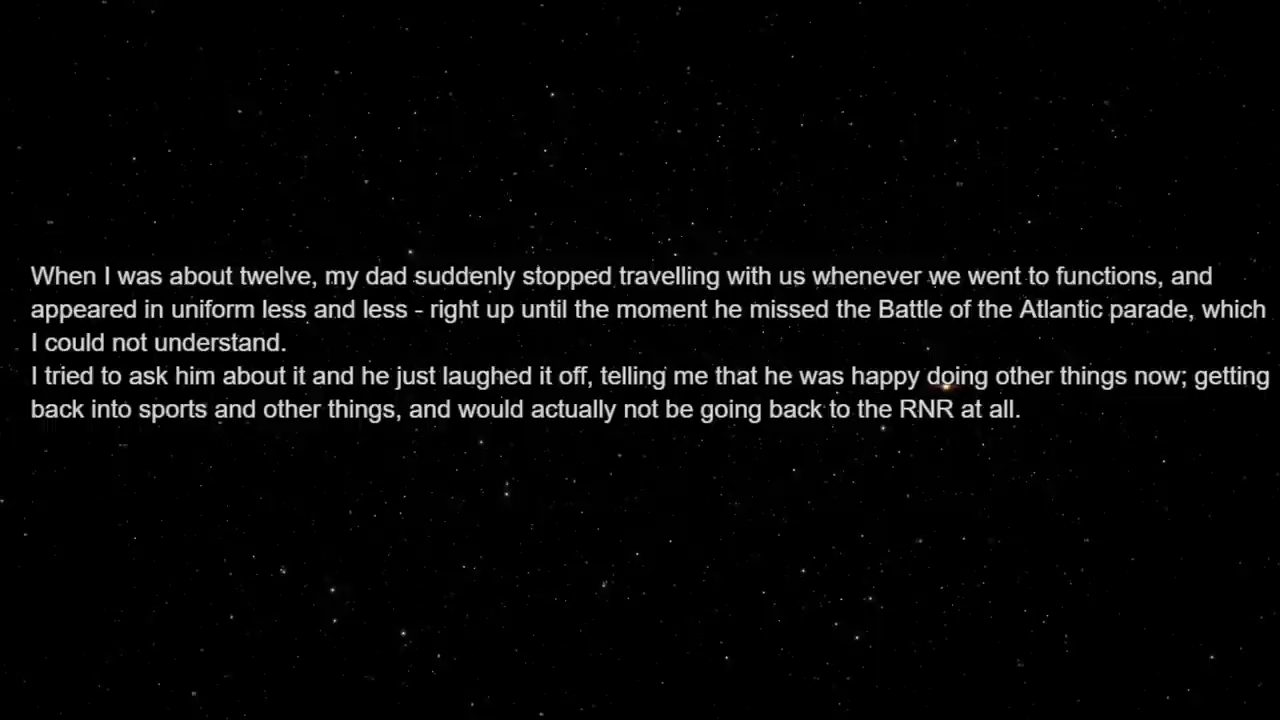 When I was about twelve, my dad suddenly stopped travelling with us whenever we went to functions, and
appeared in uniform less and less - right up until the moment he missed the Battle of the Atlantic parade, which
I could not understand.
I tried to ask him about it and he just laughed it off, telling me that he was happy doing other things now; getting
back into sports and other things, and would actually not be going back to the RNR at all.